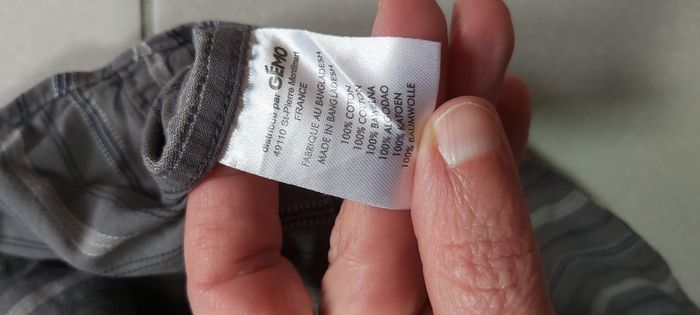 distribué par GÉMO
49110 St-Pierre Montlimart
FRANCE
FABRIQUE AU BANGLADESH
MADE IN BANGLADESH
100% COTON
100% COTTON
100% BAWEŁNA
100% ALGODAO
100% KATOEN
100% BAUMWOLLE